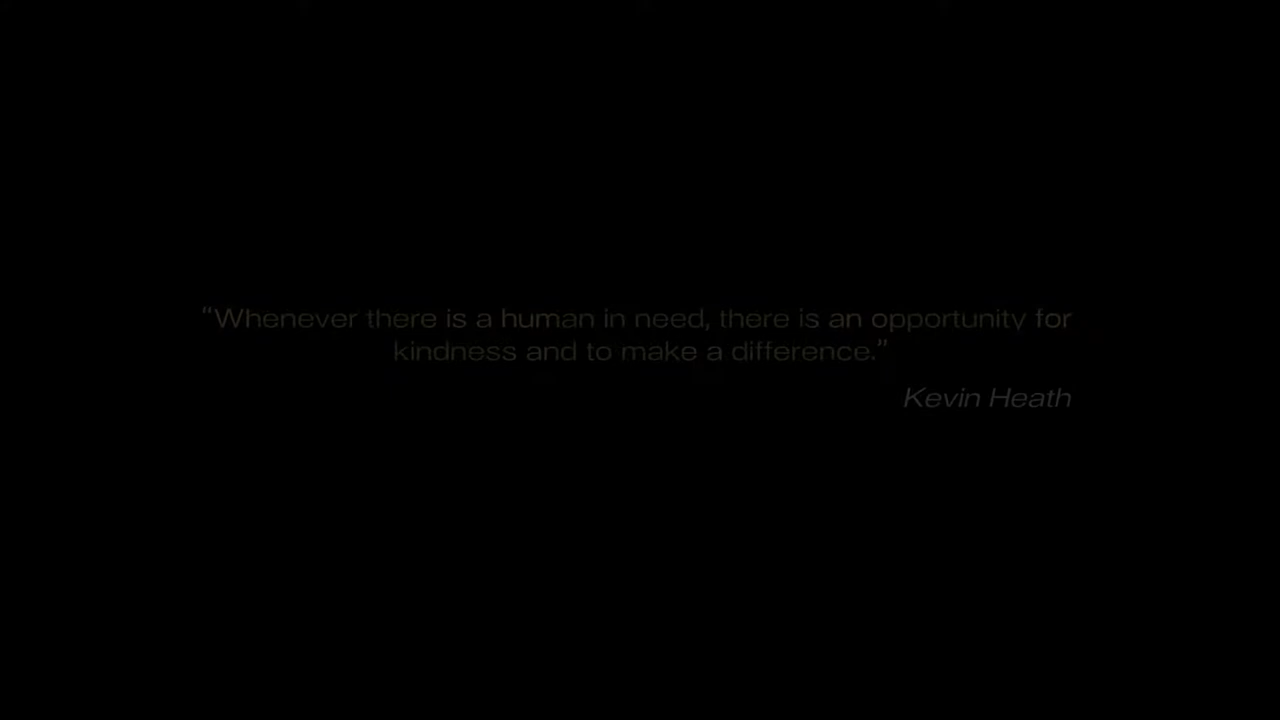 “Whenever there is a human in need, there is an opportunity for
kindness and to make a difference.”
Kevin Heath